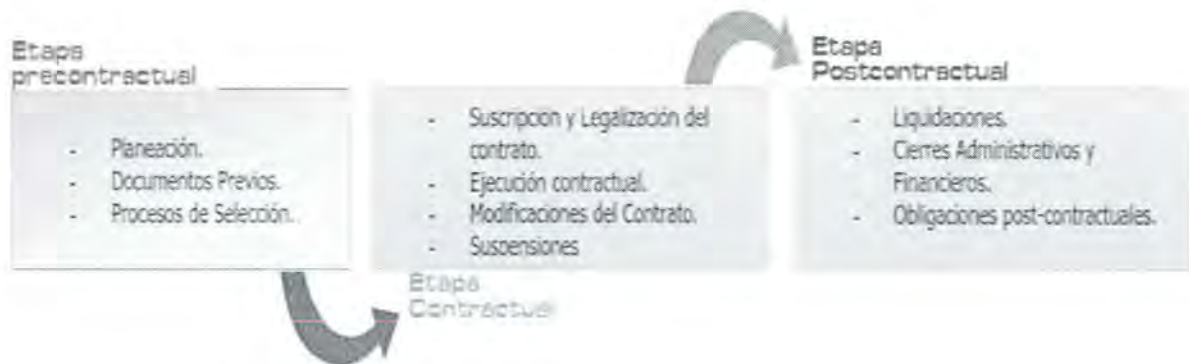 Etapa
precontractual
- Planeación.
- Documentos Previos.
- Procesos de Selección.
- Suscripción y Legalización del
contrato.
- Ejecución contractual.
- Modificaciones del Contrato.
- Suspensiones
Etapa
Contractual
Etapa
Postcontractual
- Liquidaciones.
- Cierres Administrativos y
Financieros.
- Obligaciones post-contractuales.